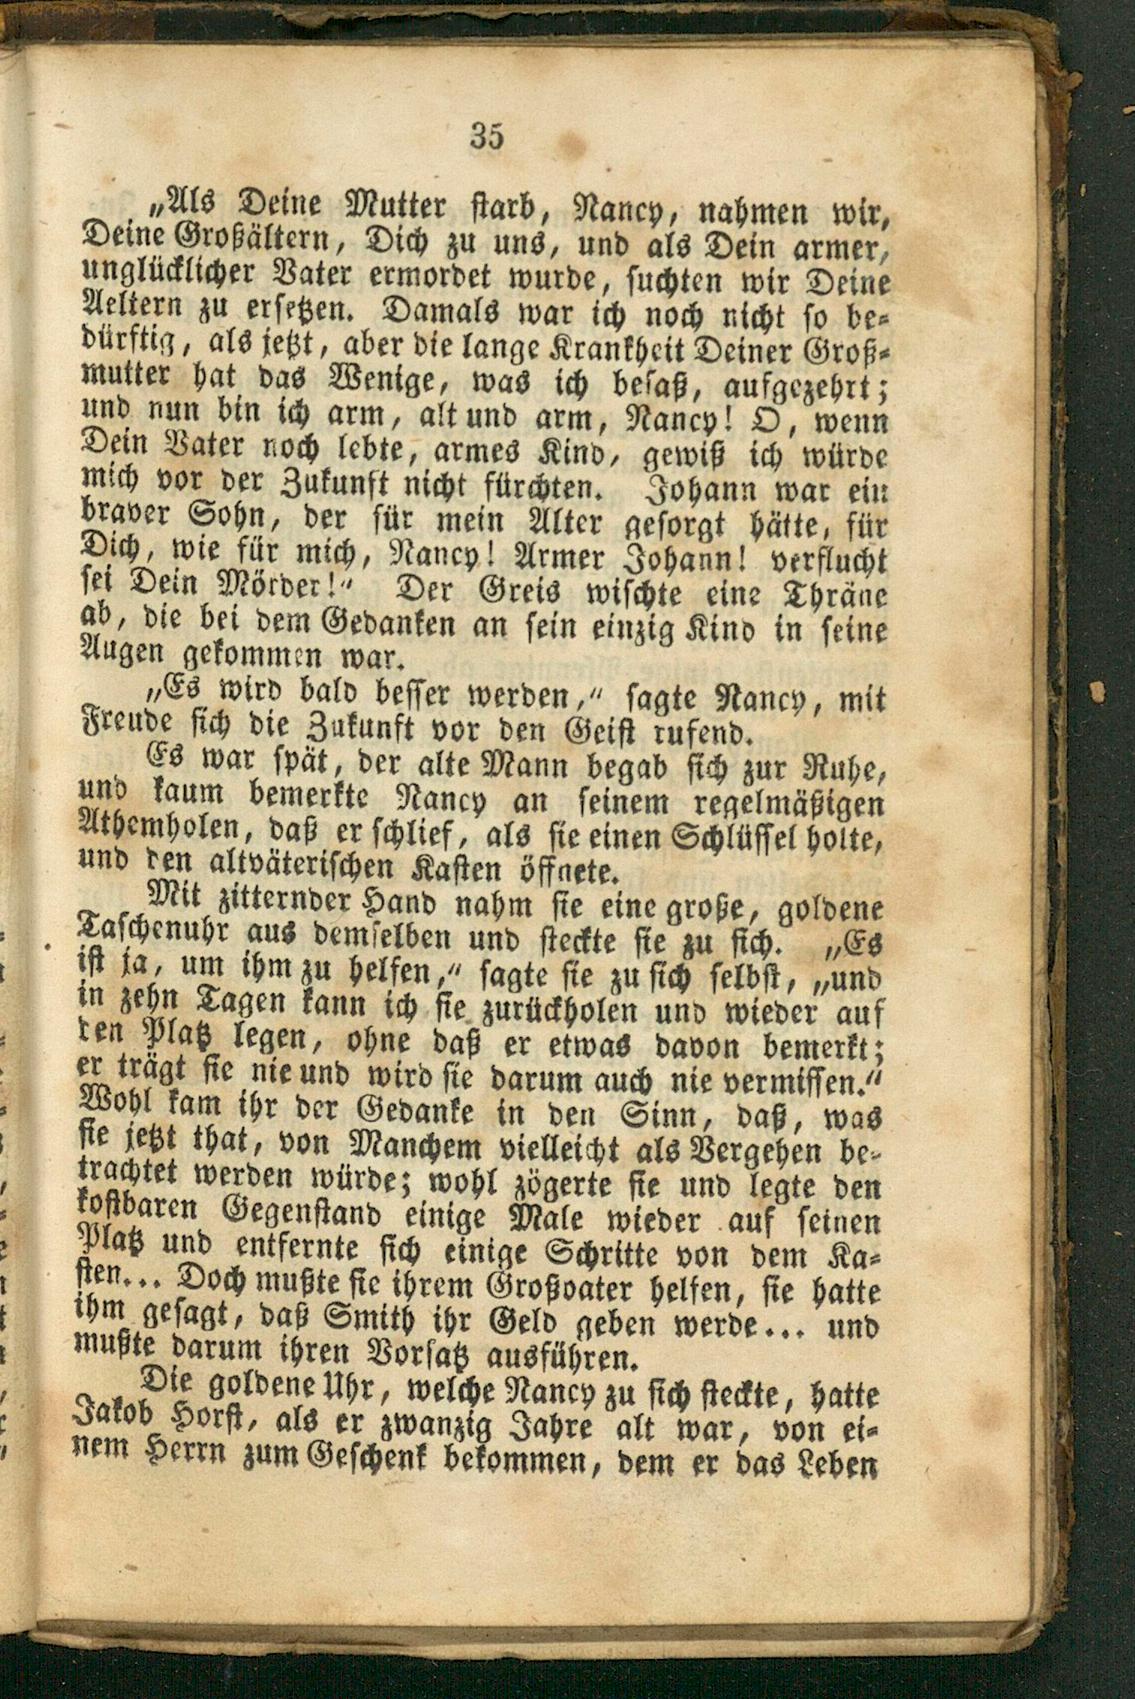 35
„Als Deine Mutter starb, Nancy, nahmen wir,
Deine Großältern, Dich zu uns, und als Dein armer,
unglücklicher Vater ermordet wurde, suchten wir Deine
Aeltern zu ersetzen. Damals war ich noch nicht so be-
dürftig, als jetzt, aber die lange Krankheit Deiner Groß-
mutter hat das Wenige, was ich besaß, aufgezehrt;
und nun bin ich arm, alt und arm, Nancy! O, wenn
Dein Vater noch lebte, armes Kind, gewiß ich würde
mich vor der Zukunft nicht fürchten. Johann war ein
braver Sohn, der für mein Alter gesorgt hätte, für
Dich, wie für mich, Nancy! Armer Johann! verflucht
sei Dein Mörder!“ Der Greis wischte eine Thräne
ab, die bei dem Gedanken an sein einzig Kind in seine
Augen gekommen war.
„Es wird bald besser werden,“ sagte Nancy, mit
Freude sich die Zukunft vor den Geist rufend.
Es war spät, der alte Mann begab sich zur Ruhe,
und kaum bemerkte Nancy an seinem regelmäßigen
Athemholen, daß er schlief, als sie einen Schlüssel holte,
und den altväterischen Kasten öffnete.
Mit zitternder Hand nahm sie eine große, goldene
Taschenuhr aus demselben und steckte sie zu sich. „Es
ist ja, um ihm zu helfen,“ sagte sie zu sich selbst, „und
in zehn Tagen kann ich sie zurückholen und wieder auf
den Platz legen, ohne daß er etwas davon bemerkt;
er trägt sie nie und wird sie darum auch nie vermissen.“
Wohl kam ihr der Gedanke in den Sinn, daß, was
sie jetzt that, von Manchem vielleicht als Vergehen be-
trachtet werden würde; wohl zögerte sie und legte den
kostbaren Gegenstand einige Male wieder auf seinen
Platz und entfernte sich einige Schritte von dem Ka-
sten... Doch mußte sie ihrem Großvater helfen, sie hatte
ihm gesagt, daß Smith ihr Geld geben werde... und
mußte darum ihren Vorsatz ausführen.
Die goldene Uhr, welche Nancy zu sich steckte, hatte
Jakob Horst, als er zwanzig Jahre alt war, von ei-
nem Herrn zum Geschenk bekommen, dem er das Leben